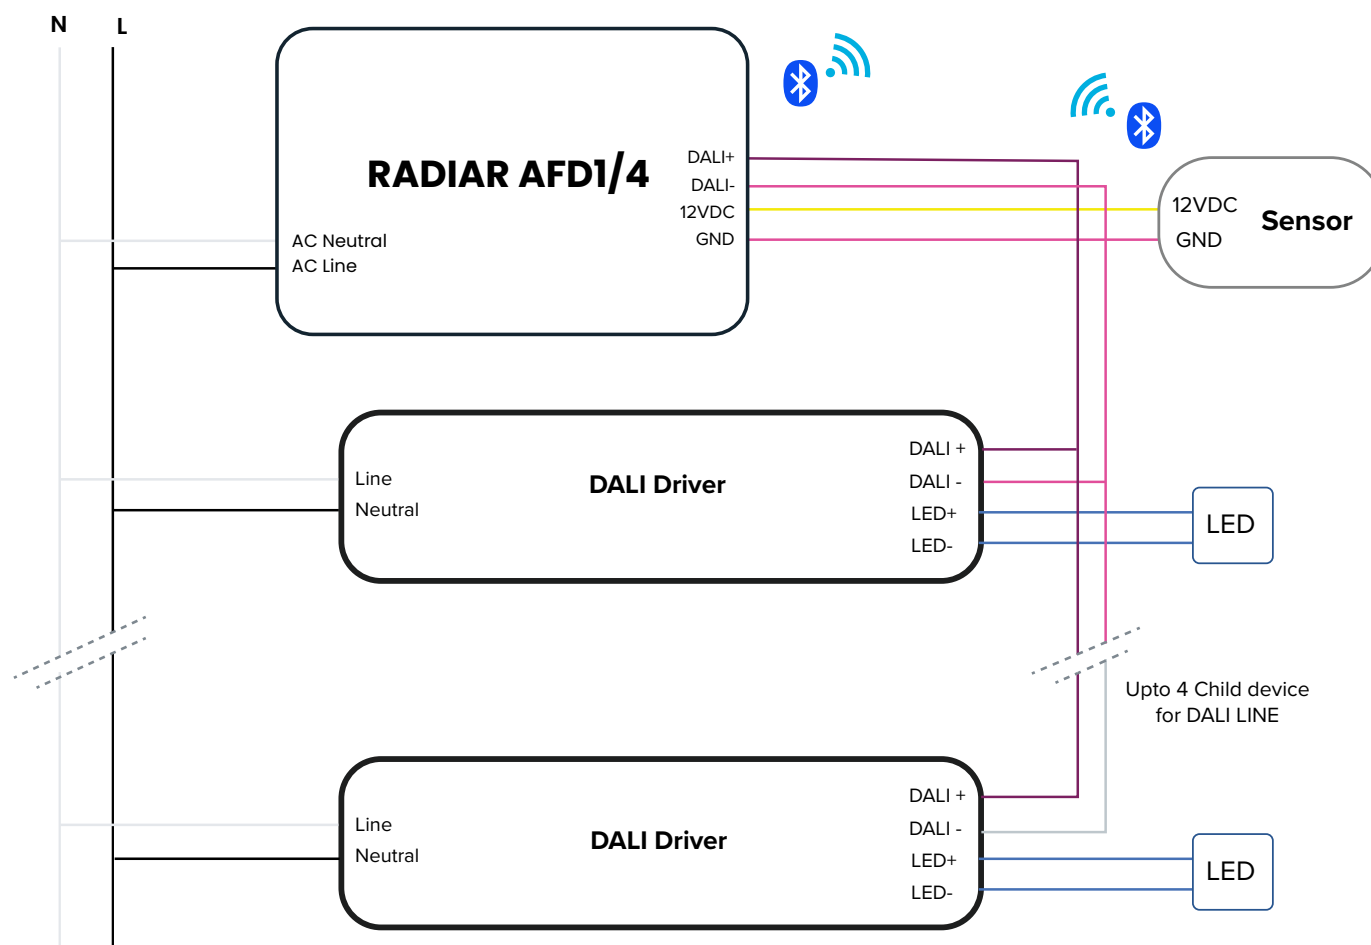 N
L
RADIAR AFD1/4
DALI+
DALI-
12VDC
GND
AC Neutral
AC Line
12VDC
GND
Sensor
Line
Neutral
DALI Driver
DALI +
DALI -
LED+
LED-
LED
Upto 4 Child device
for DALI LINE
Line
Neutral
DALI Driver
DALI +
DALI -
LED+
LED-
LED